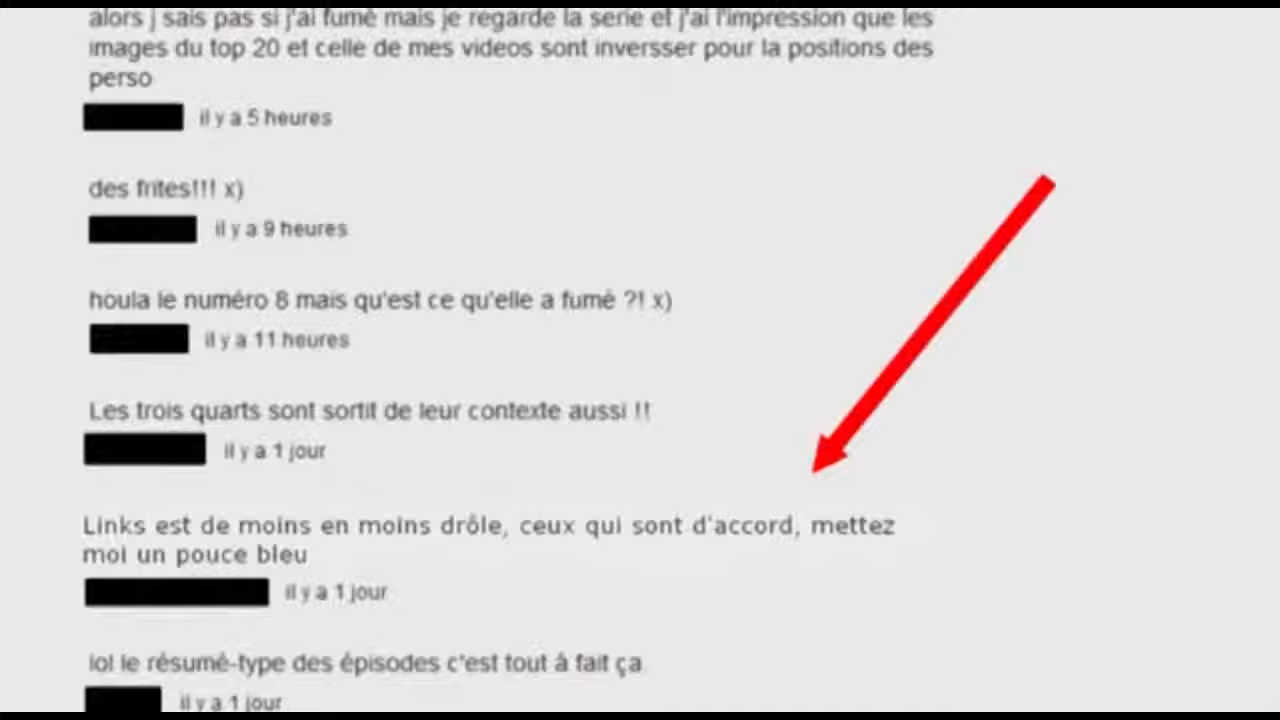 alors j sais pas si j'ai fumé mais je regarde la serie et j'ai l'impression que les
images du top 20 et celle de mes videos sont inversser pour la positions des
perso
il y a 5 heures
des frites!!! x)
il y a 9 heures
houla le numéro 8 mais qu'est ce qu'elle a fumé ?! x)
il y a 11 heures
Les trois quarts sont sortit de leur contexte aussi !!
il y a 1 jour
Links est de moins en moins drôle, ceux qui sont d'accord, mettez
moi un pouce bleu
il y a 1 jour
lol le résumé-type des épisodes c'est tout à fait ça
il y a 1 jour